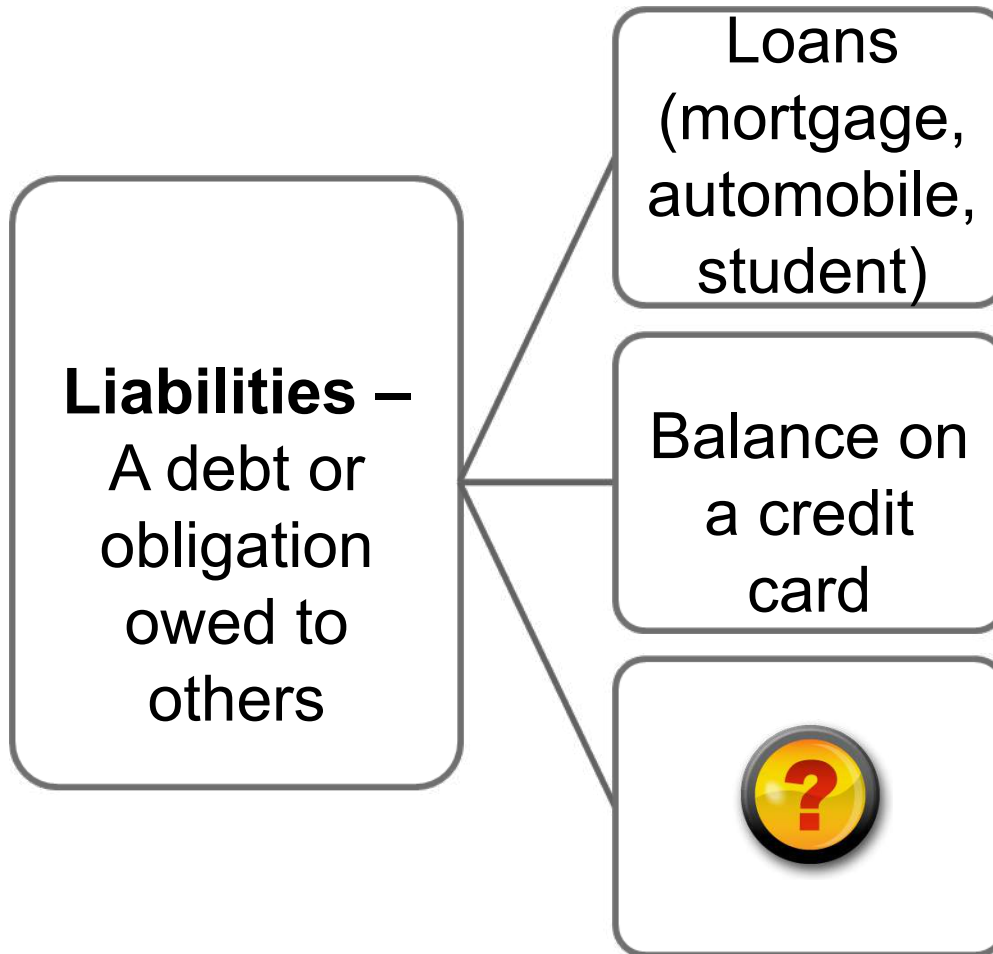 Liabilities –
A debt or
obligation
owed to
others
Loans
(mortgage,
automobile,
student)
Balance on
a credit
card
?